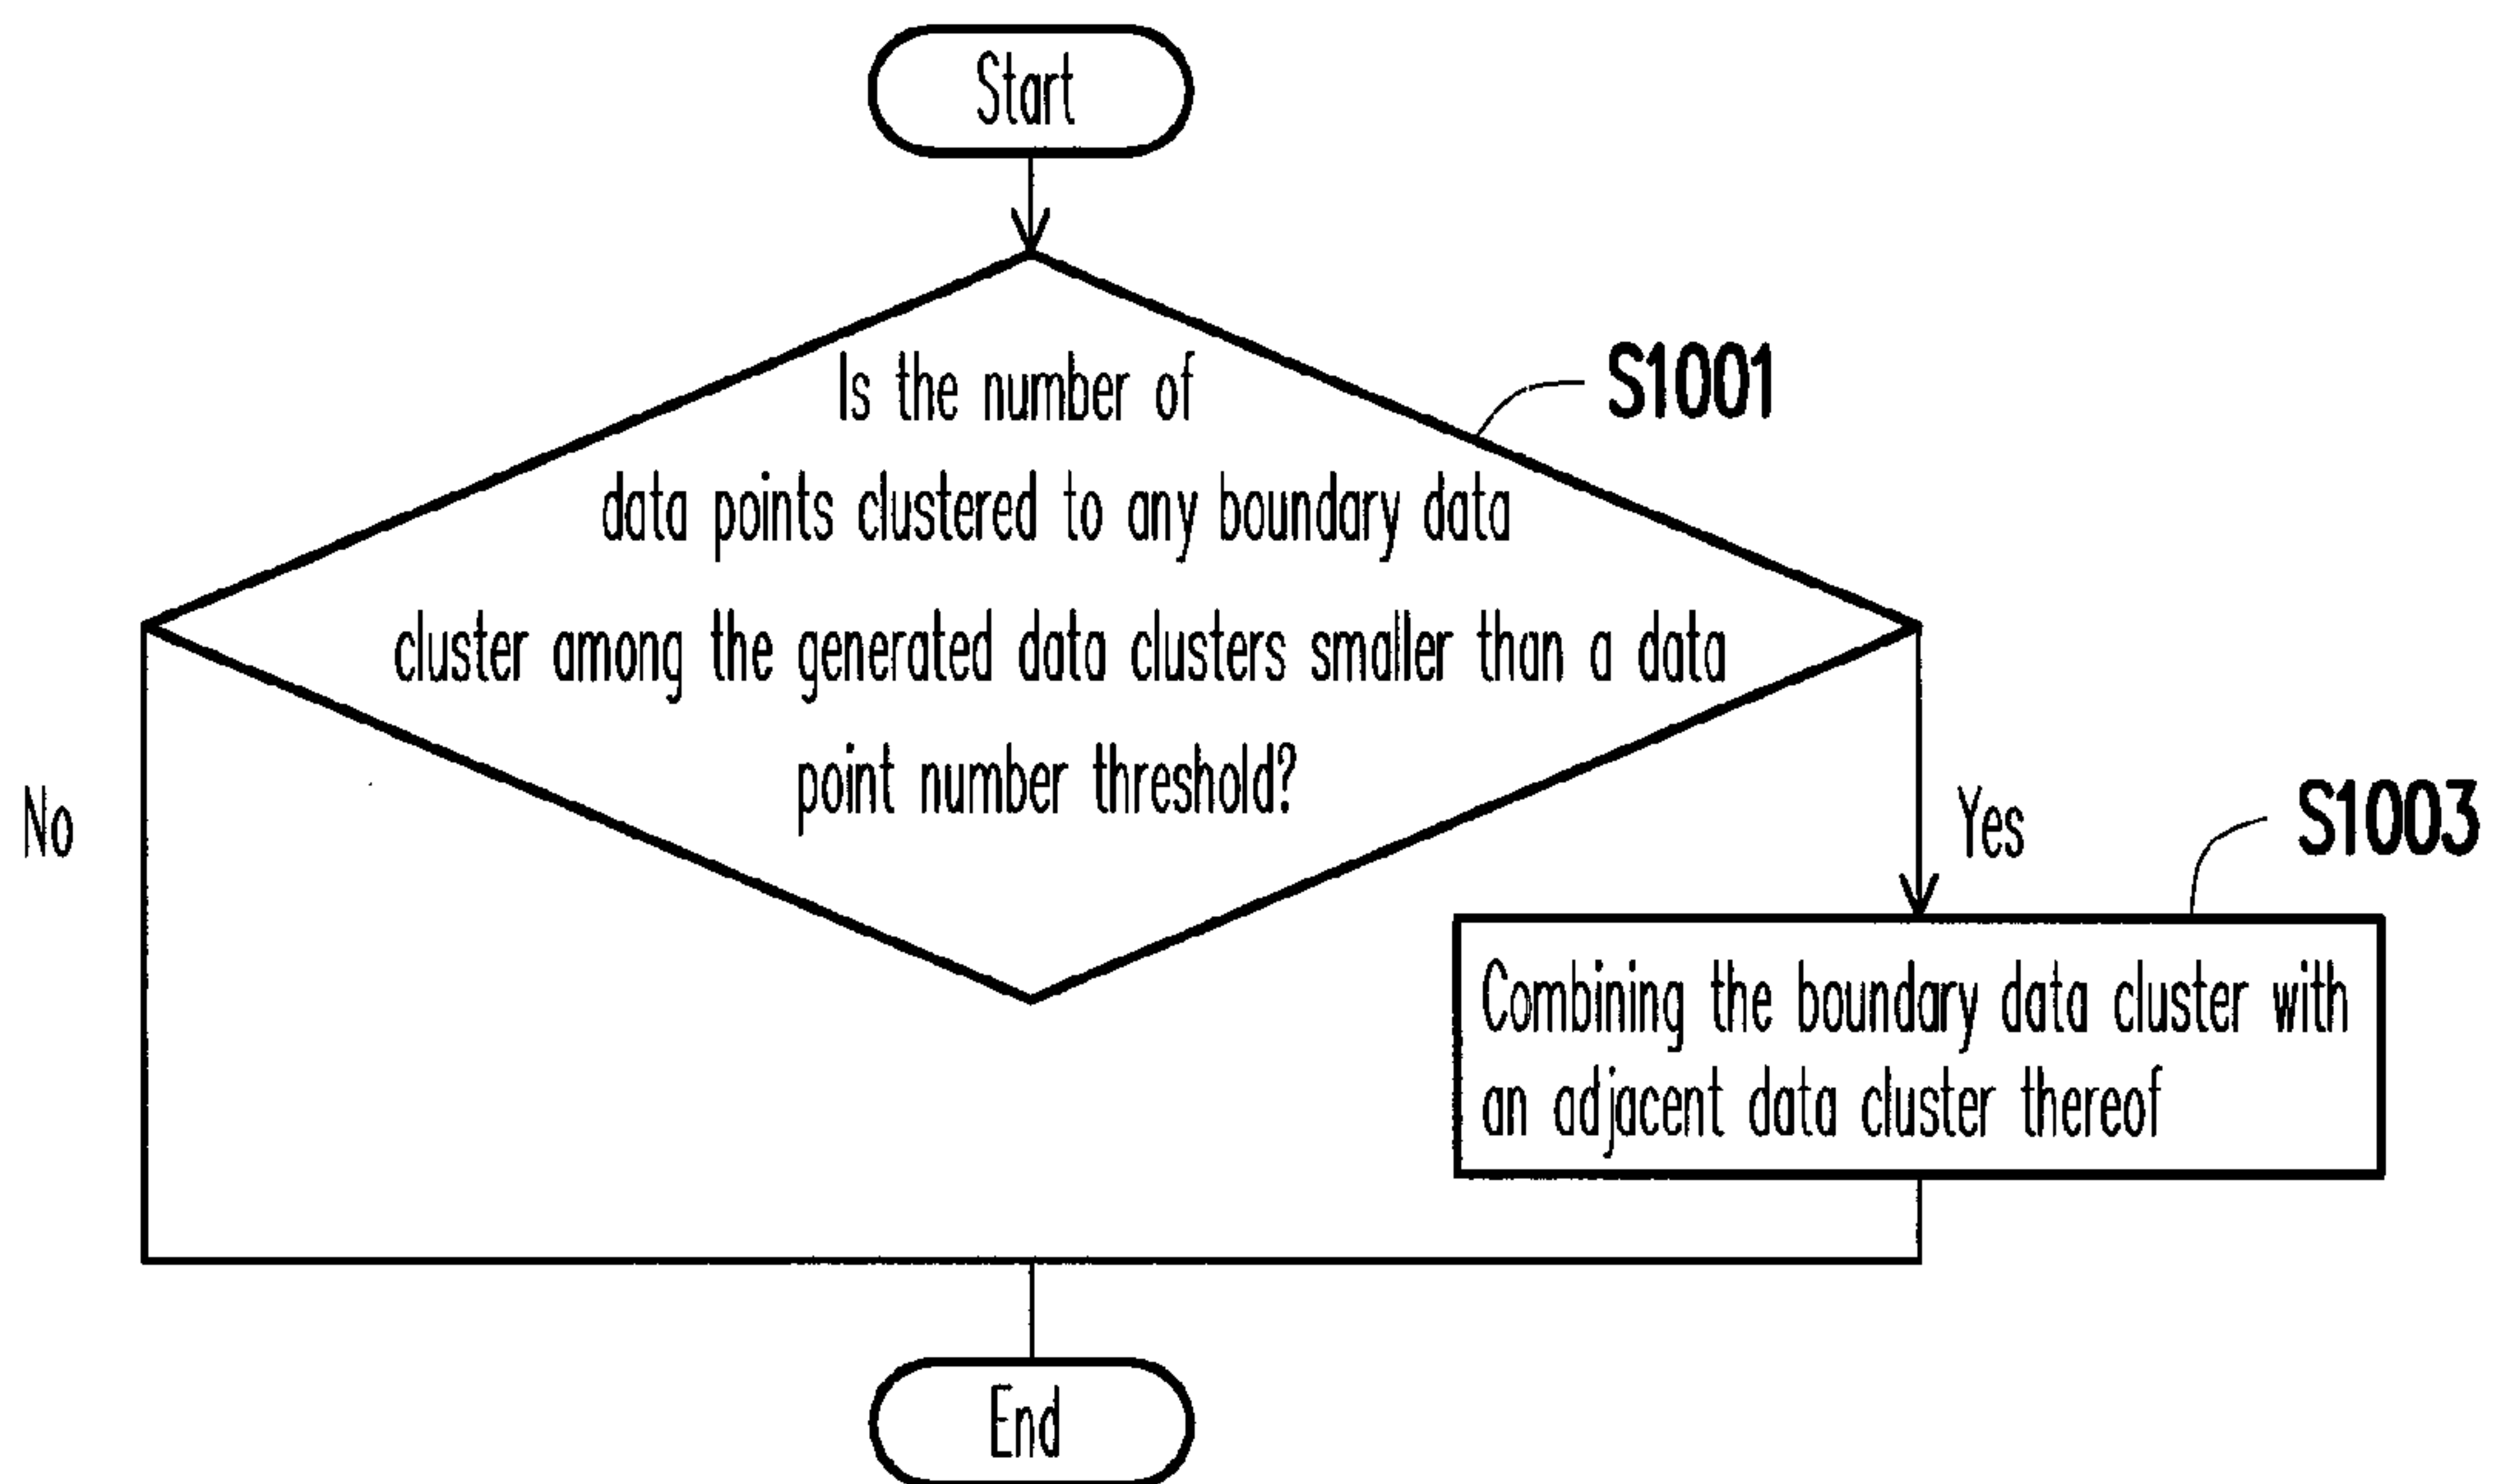 Start
Is the number of
S1001
data points clustered to any boundary data
cluster among the generated data clusters smaller than a data
point number threshold?
No
Yes
S1003
Combining the boundary data cluster with
an adjacent data cluster thereof
End